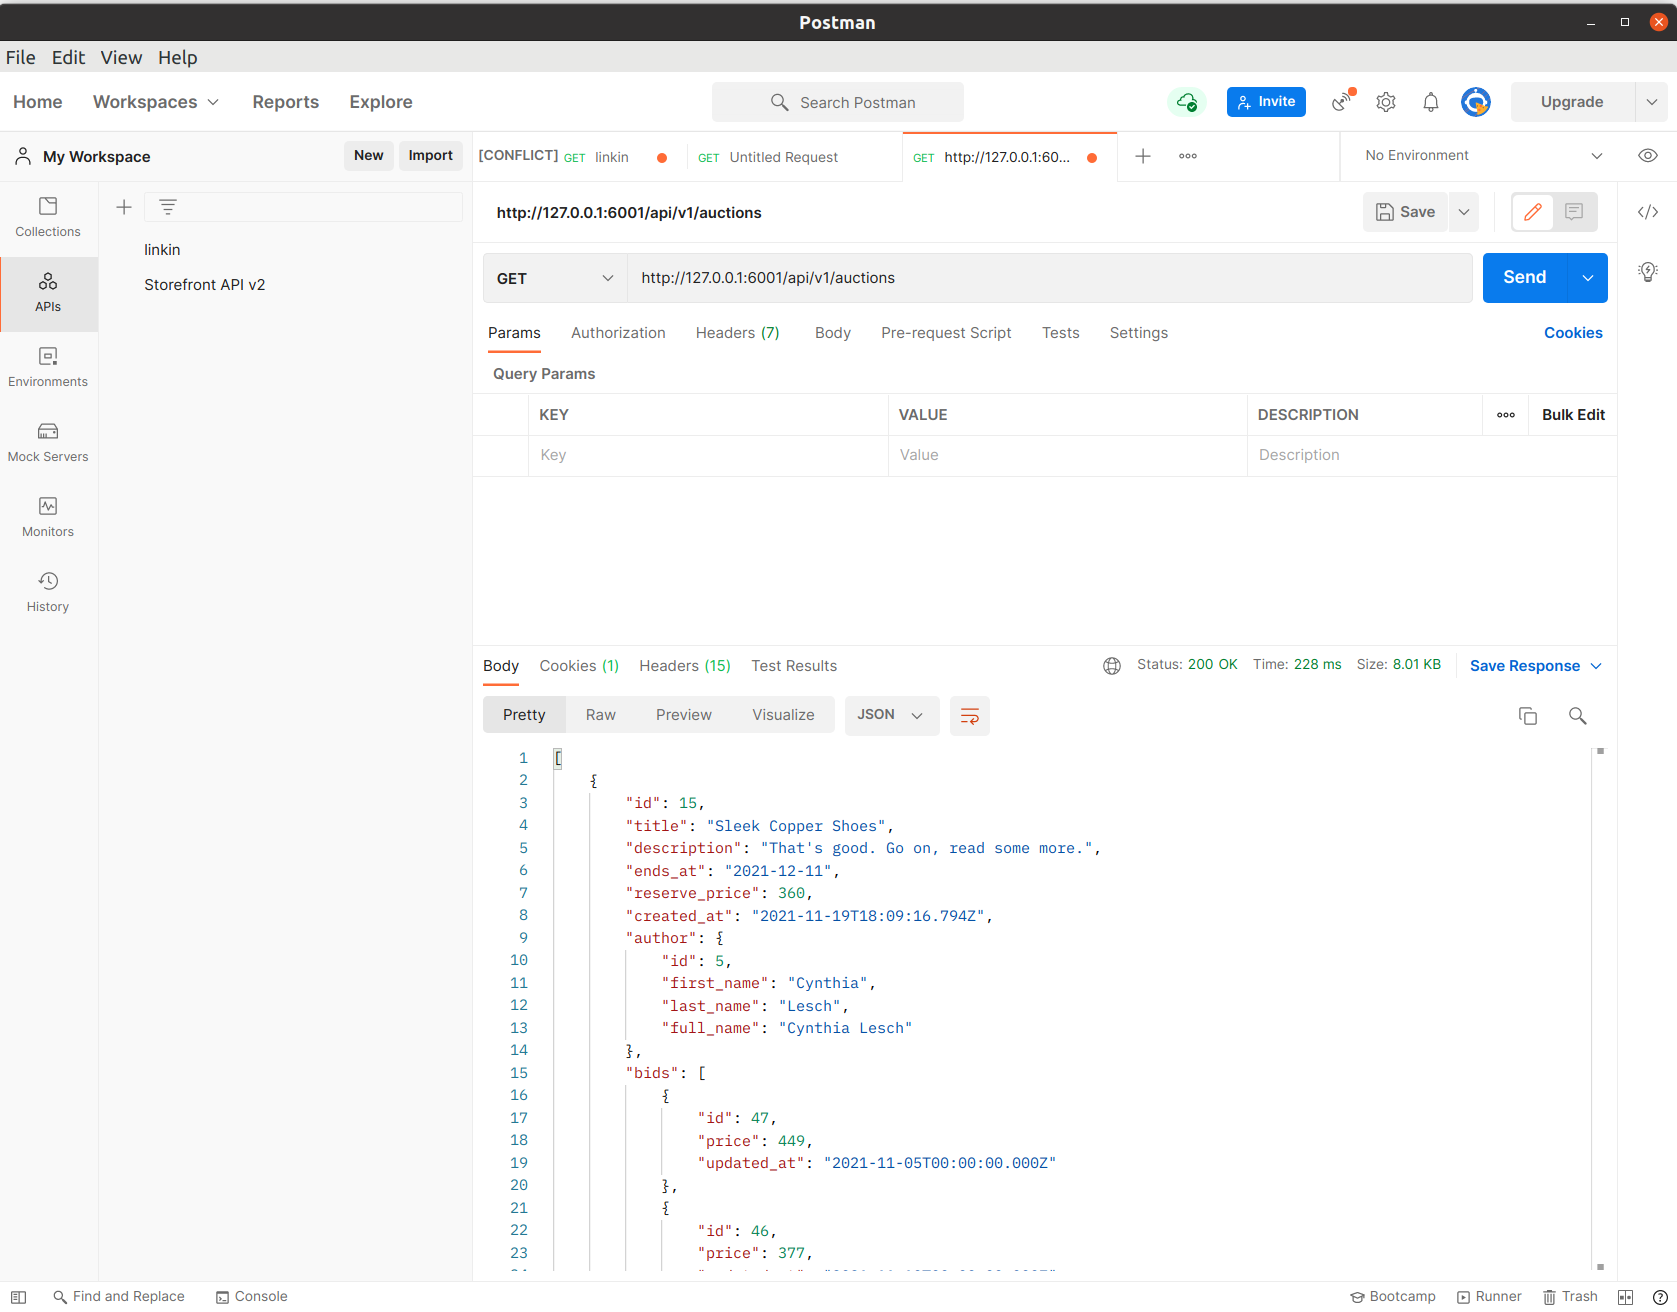 Postman
File Edit View Help
Home Workspaces Reports Explore
Search Postman
Invite
Upgrade
My Workspace
New Import
[CONFLICT] GET linkin
GET Untitled Request
GET http://127.0.0.1:60...
No Environment
Collections
APIs
Environments
Mock Servers
Monitors
History
linkin
Storefront API v2
http://127.0.0.1:6001/api/v1/auctions
Save
GET http://127.0.0.1:6001/api/v1/auctions Send
Params Authorization Headers (7) Body Pre-request Script Tests Settings Cookies
Query Params
KEY VALUE DESCRIPTION Bulk Edit
Key Value Description
Body Cookies (1) Headers (15) Test Results Status: 200 OK Time: 228 ms Size: 8.01 KB Save Response
Pretty Raw Preview Visualize JSON
1 [
2 {
3 "id": 15,
4 "title": "Sleek Copper Shoes",
5 "description": "That's good. Go on, read some more.",
6 "ends_at": "2021-12-11",
7 "reserve_price": 360,
8 "created_at": "2021-11-19T18:09:16.794Z",
9 "author": {
10 "id": 5,
11 "first_name": "Cynthia",
12 "last_name": "Lesch",
13 "full_name": "Cynthia Lesch"
14 },
15 "bids": [
16 {
17 "id": 47,
18 "price": 449,
19 "updated_at": "2021-11-05T00:00:00.000Z"
20 },
21 {
22 "id": 46,
23 "price": 377,
Find and Replace Console Bootcamp Runner Trash